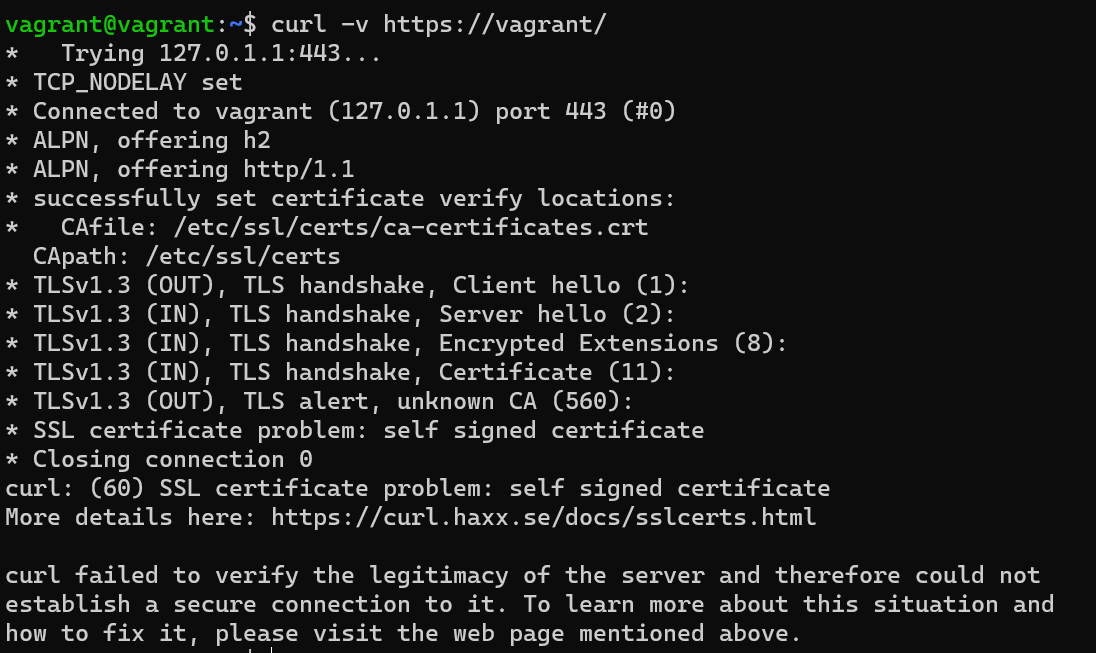 vagrant@vagrant:~$ curl -v https://vagrant/
*   Trying 127.0.1.1:443...
* TCP_NODELAY set
* Connected to vagrant (127.0.1.1) port 443 (#0)
* ALPN, offering h2
* ALPN, offering http/1.1
* successfully set certificate verify locations:
*   CAfile: /etc/ssl/certs/ca-certificates.crt
  CApath: /etc/ssl/certs
* TLSv1.3 (OUT), TLS handshake, Client hello (1):
* TLSv1.3 (IN), TLS handshake, Server hello (2):
* TLSv1.3 (IN), TLS handshake, Encrypted Extensions (8):
* TLSv1.3 (IN), TLS handshake, Certificate (11):
* TLSv1.3 (OUT), TLS alert, unknown CA (560):
* SSL certificate problem: self signed certificate
* Closing connection 0
curl: (60) SSL certificate problem: self signed certificate
More details here: https://curl.haxx.se/docs/sslcerts.html

curl failed to verify the legitimacy of the server and therefore could not
establish a secure connection to it. To learn more about this situation and
how to fix it, please visit the web page mentioned above.